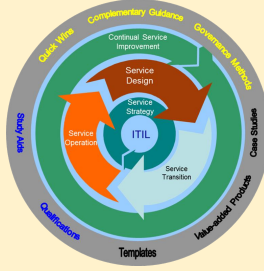 Complementary Guidance
Governance Methods
Case Studies
Value-added Products
Templates
Qualifications
Study Aids
Quick Wins
Continual Service
Improvement
Service
Design
Service
Strategy
ITIL
Service
Operation
Service
Transition